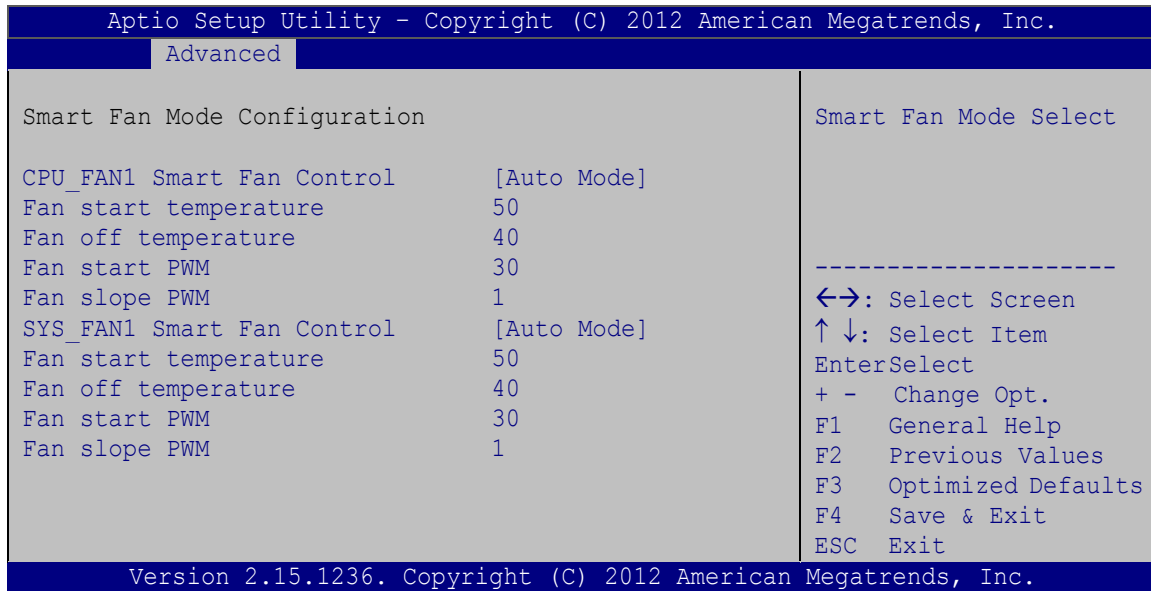 Aptio Setup Utility – Copyright (C) 2012 American Megatrends, Inc.
Advanced
Smart Fan Mode Configuration
CPU_FAN1 Smart Fan Control [Auto Mode]
Fan start temperature 50
Fan off temperature 40
Fan start PWM 30
Fan slope PWM 1
SYS_FAN1 Smart Fan Control [Auto Mode]
Fan start temperature 50
Fan off temperature 40
Fan start PWM 30
Fan slope PWM 1
Smart Fan Mode Select
---------------------
←→: Select Screen
↑ ↓: Select Item
EnterSelect
+ - Change Opt.
F1 General Help
F2 Previous Values
F3 Optimized Defaults
F4 Save & Exit
ESC Exit
Version 2.15.1236. Copyright (C) 2012 American Megatrends, Inc.